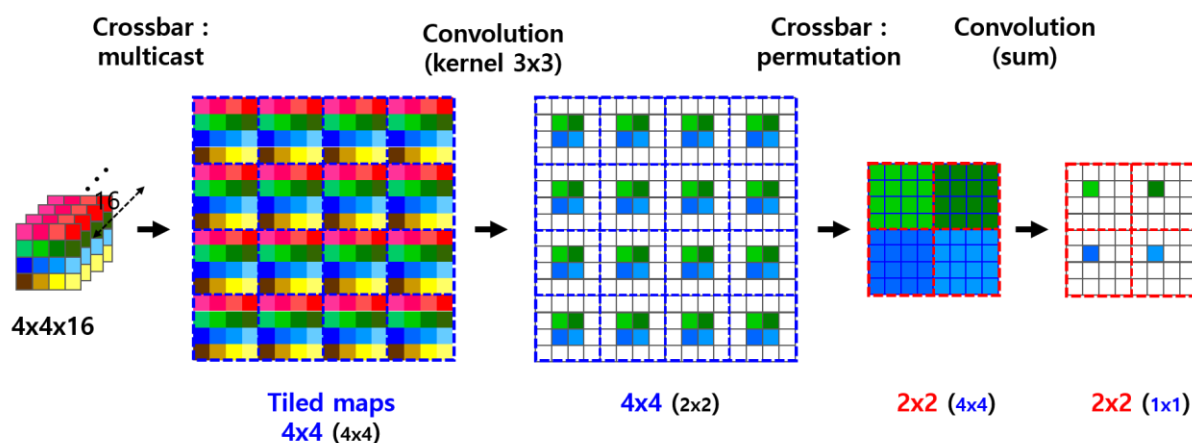 Crossbar :
multicast
Convolution
(kernel 3x3)
Crossbar :
permutation
Convolution
(sum)
16
4x4x16
Tiled maps
4x4 (4x4)
4x4 (2x2)
2x2 (4x4)
2x2 (1x1)